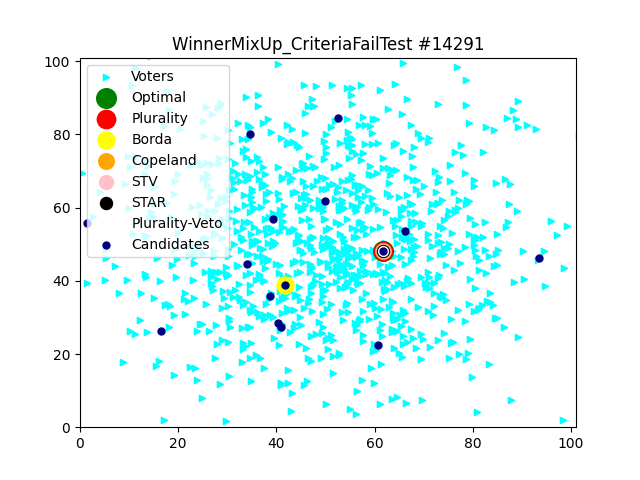 WinnerMixUp_CriteriaFailTest #14291
Voters
Optimal
Plurality
Borda
Copeland
STV
STAR
Plurality-Veto
Candidates
100
80
60
40
20
0
0 20 40 60 80 100